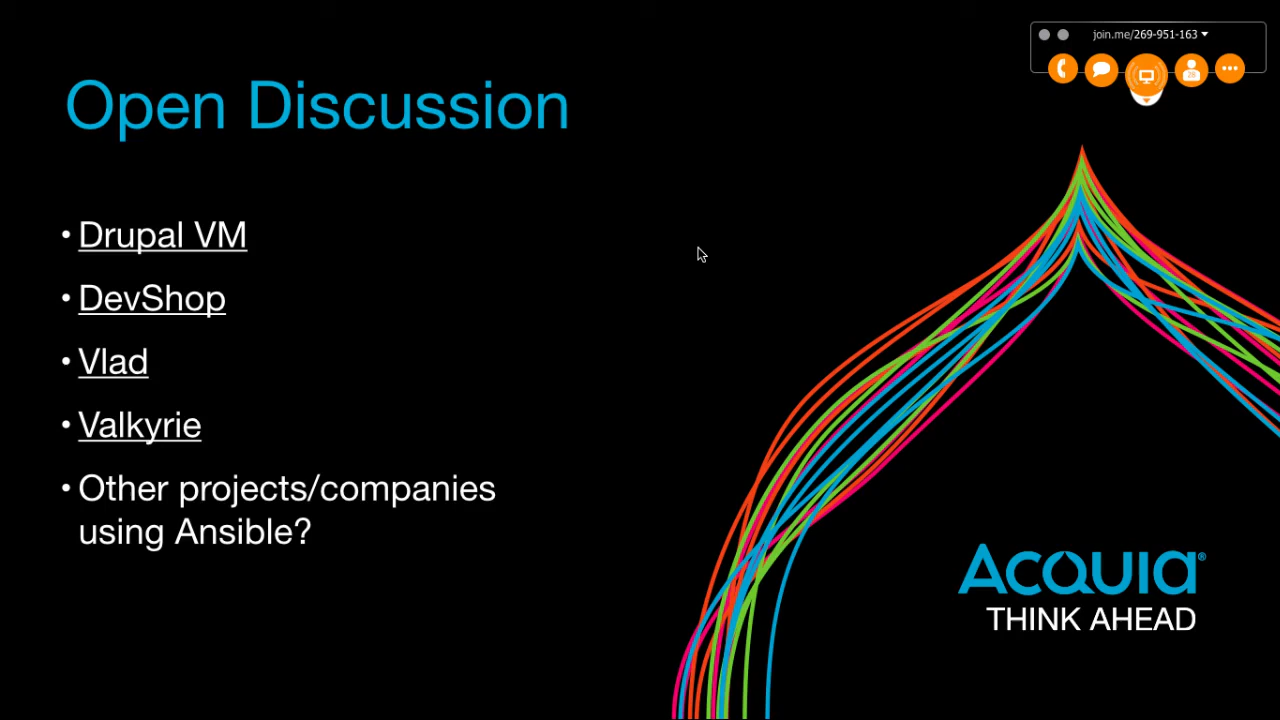 join.me/269-951-163
Open Discussion
• Drupal VM
• DevShop
• Vlad
• Valkyrie
• Other projects/companies
using Ansible?
ACQUIA®
THINK AHEAD